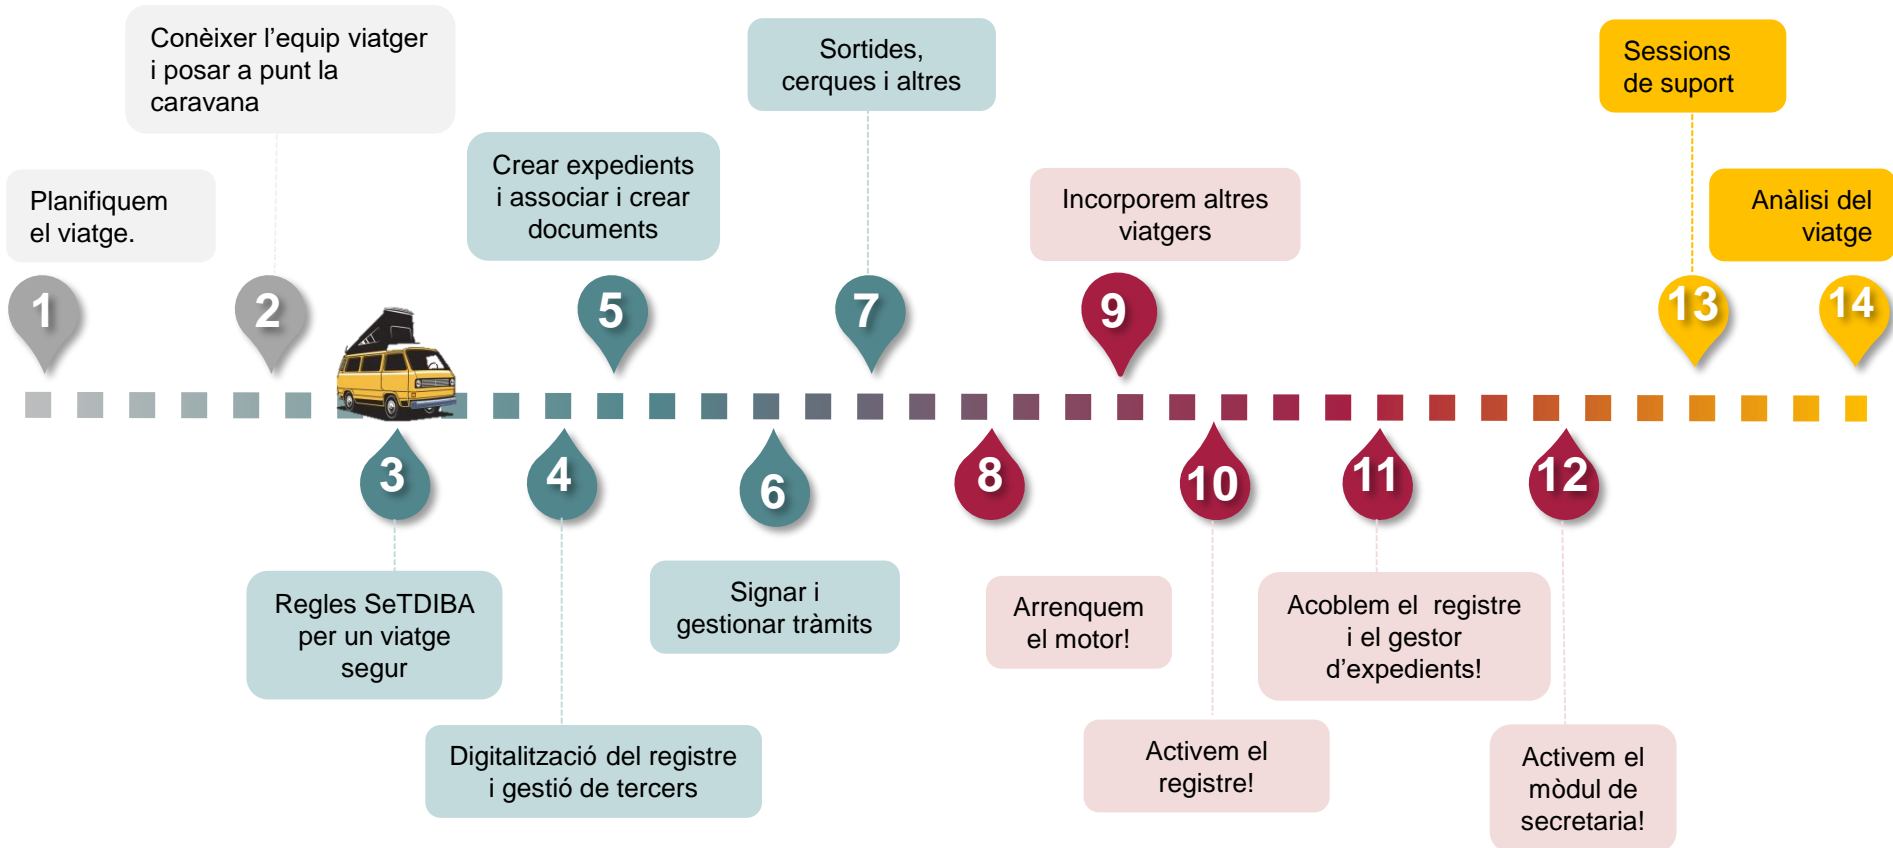 Planifiquem
el viatge.
1
Conèixer l’equip viatger
i posar a punt la
caravana
2
3
Regles SeTDIBA
per un viatge
segur
4
Digitalització del registre
i gestió de tercers
Crear expedients
i associar i crear
documents
5
6
Signar i
gestionar tràmits
Sortides,
cerques i altres
7
8
Arrenquem
el motor!
Incorporem altres
viatgers
9
10
Activem el
registre!
11
Acoblem el registre
i el gestor
d’expedients!
12
Activem el
mòdul de
secretaria!
Sessions
de suport
13
Anàlisi del
viatge
14